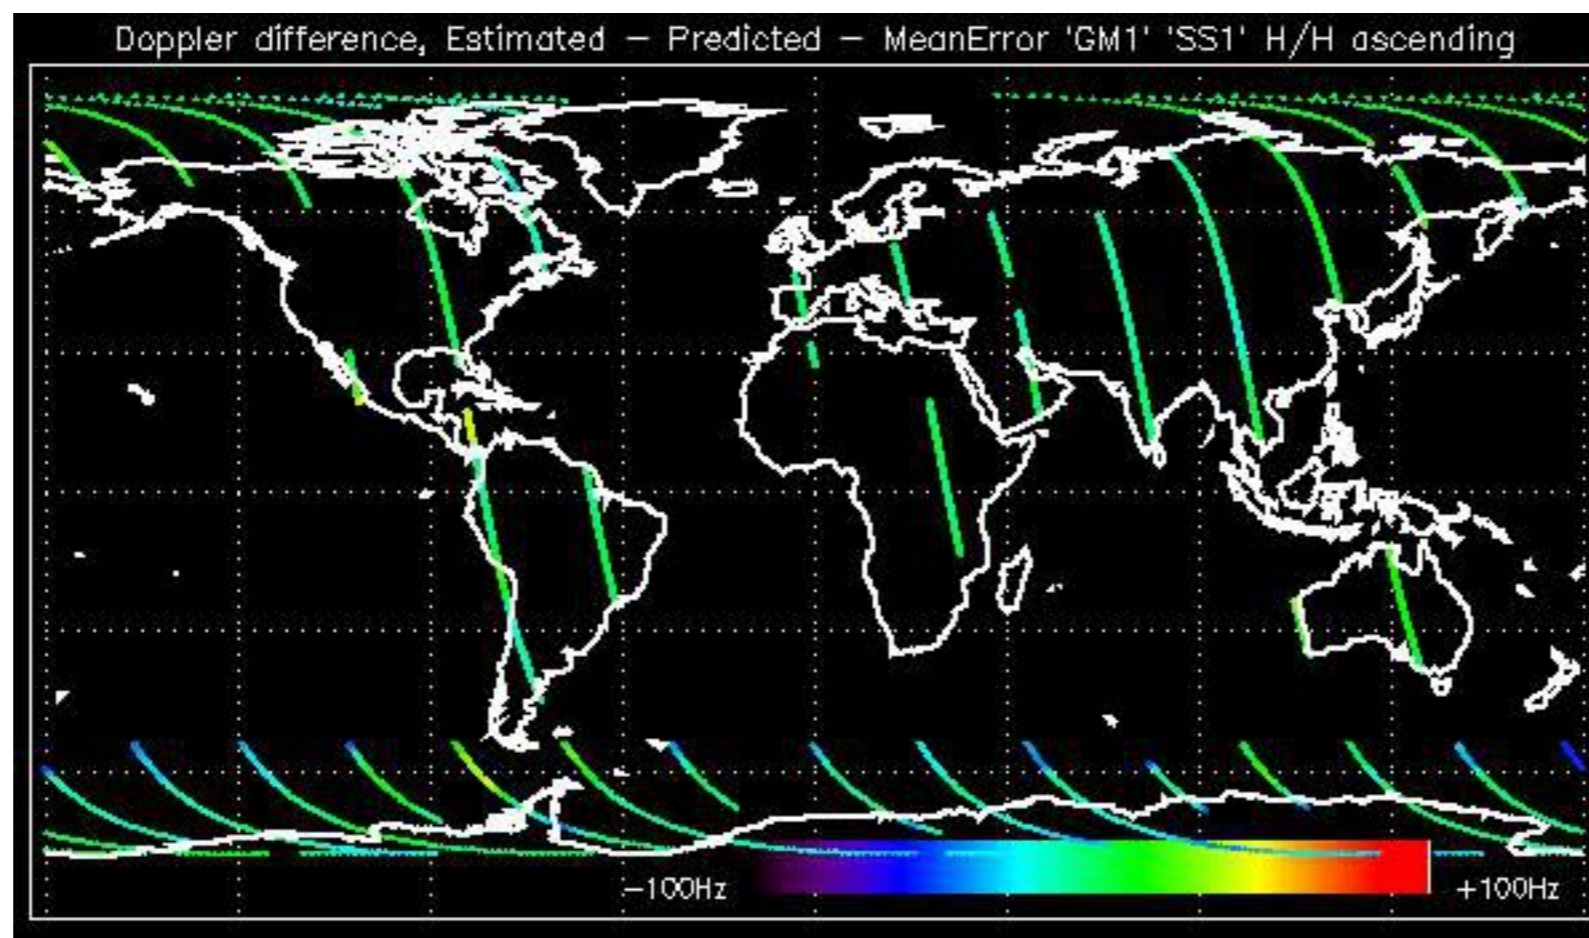 Doppler difference, Estimated — Predicted — MeanError 'GM1' 'SS1' H/H ascending
−100Hz
+100Hz